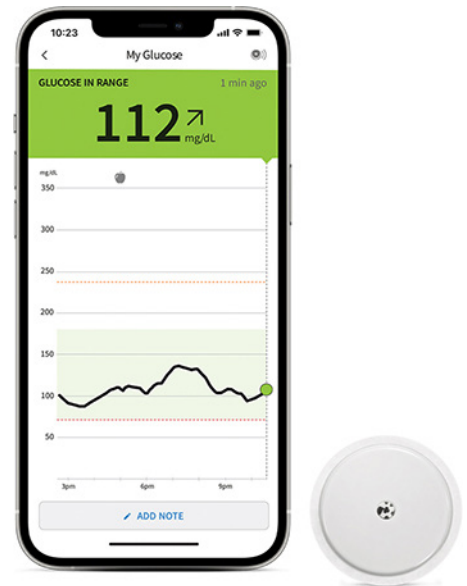 10:23
My Glucose
GLUCOSE IN RANGE
1 min ago
112
mg/dL
mg/dL
350
300
250
200
150
100
50
3pm 6pm 9pm
ADD NOTE